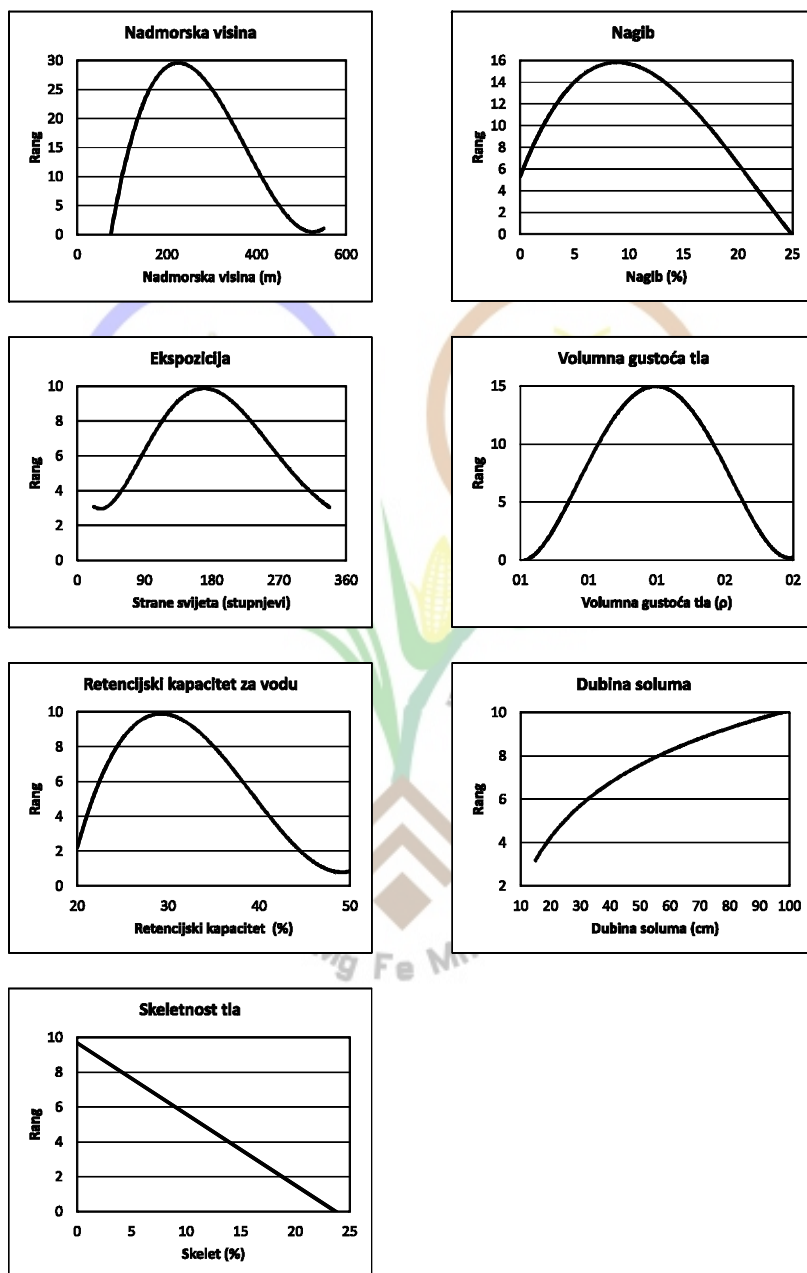 Nadmorska visina
Rang
30
25
20
15
10
5
0
0 200 400 600
Nadmorska visina (m)
Nagib
Rang
16
14
12
10
8
6
4
2
0
0 5 10 15 20 25
Nagib (%)
Ekspozicija
Rang
10
8
6
4
2
0
0 90 180 270 360
Strane svijeta (stupnjevi)
Volumna gustoća tla
Rang
15
10
5
0
01 01 01 02 02
Volumna gustoća tla (ρ)
Retencijski kapacitet za vodu
Rang
10
8
6
4
2
0
20 30 40 50
Retencijski kapacitet (%)
Dubina soluma
Rang
10
8
6
4
2
10 20 30 40 50 60 70 80 90 100
Dubina soluma (cm)
Mg Fe
Skeletnost tla
Rang
10
8
6
4
2
0
0 5 10 15 20 25
Skelet (%)